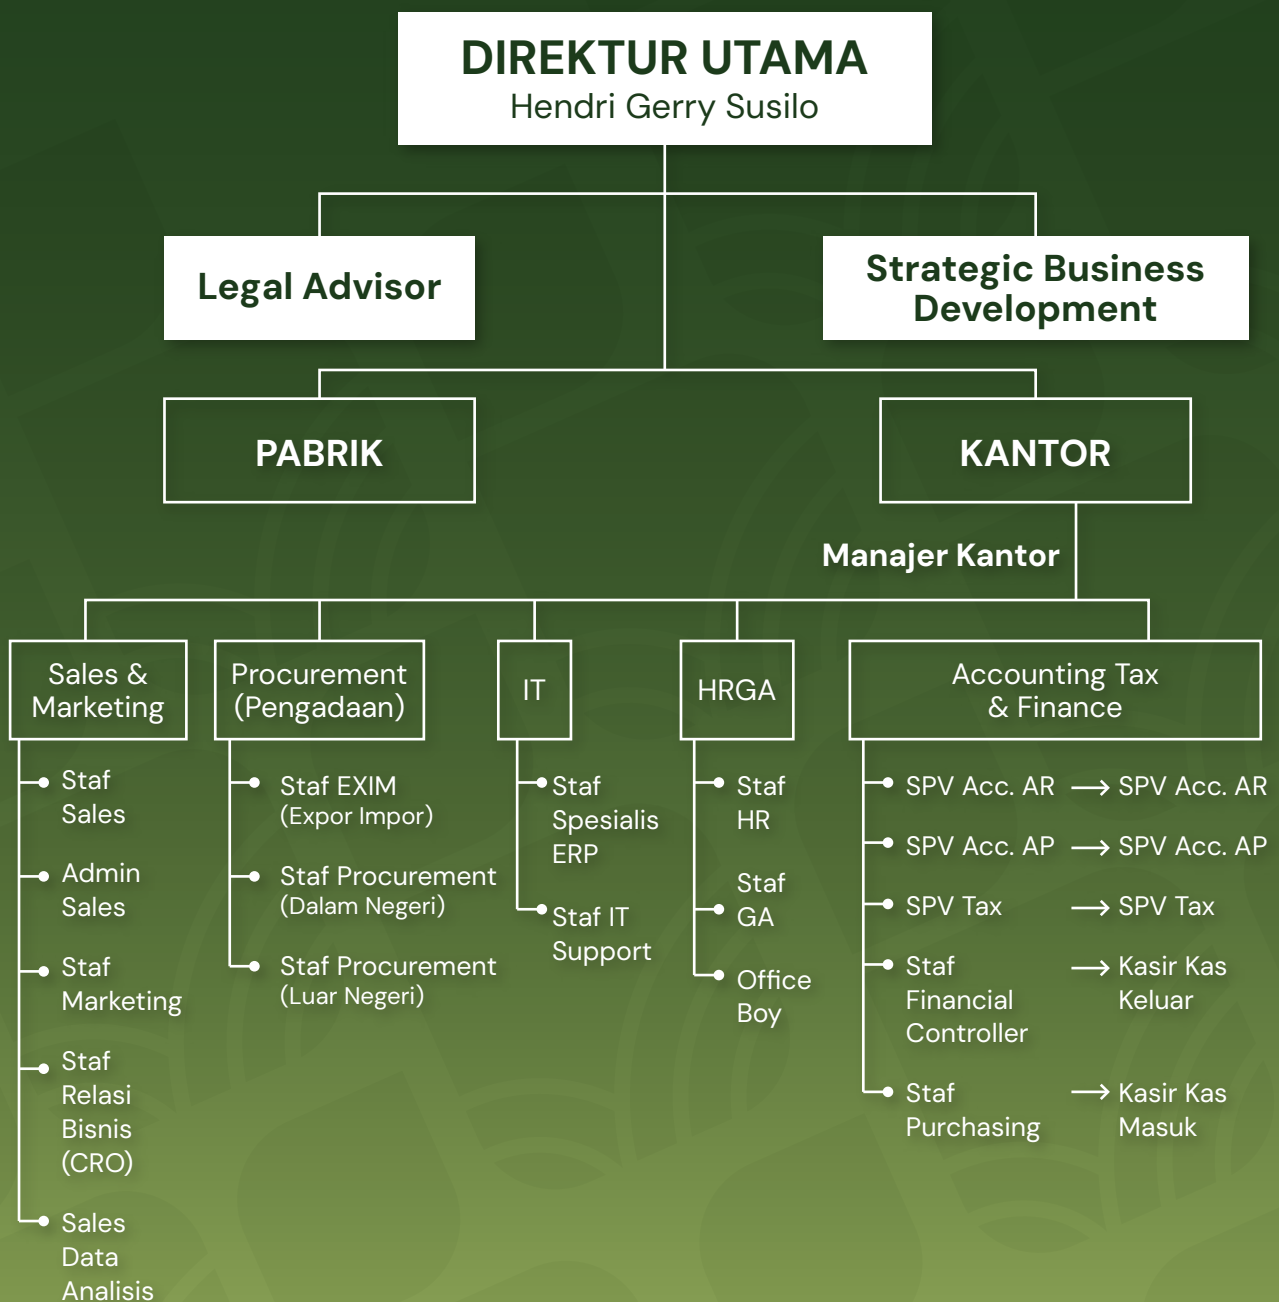 DIREKTUR UTAMA
Hendri Gerry Susilo
Legal Advisor
Strategic Business
Development
PABRIK
KANTOR
Manajer Kantor
Sales &
Marketing
Staf
Sales
Admin
Sales
Staf
Marketing
Staf
Relasi
Bisnis
(CRO)
Sales
Data
Analisis
Procurement
(Pengadaan)
Staf EXIM
(Expor Impor)
Staf Procurement
(Dalam Negeri)
Staf Procurement
(Luar Negeri)
IT
Staf
Spesialis
ERP
Staf IT
Support
HRGA
Staf
HR
Staf
GA
Office
Boy
Accounting Tax
& Finance
SPV Acc. AR → SPV Acc. AR
SPV Acc. AP → SPV Acc. AP
SPV Tax → SPV Tax
Staf
Financial
Controller
→ Kasir Kas
Keluar
Staf
Purchasing
→ Kasir Kas
Masuk